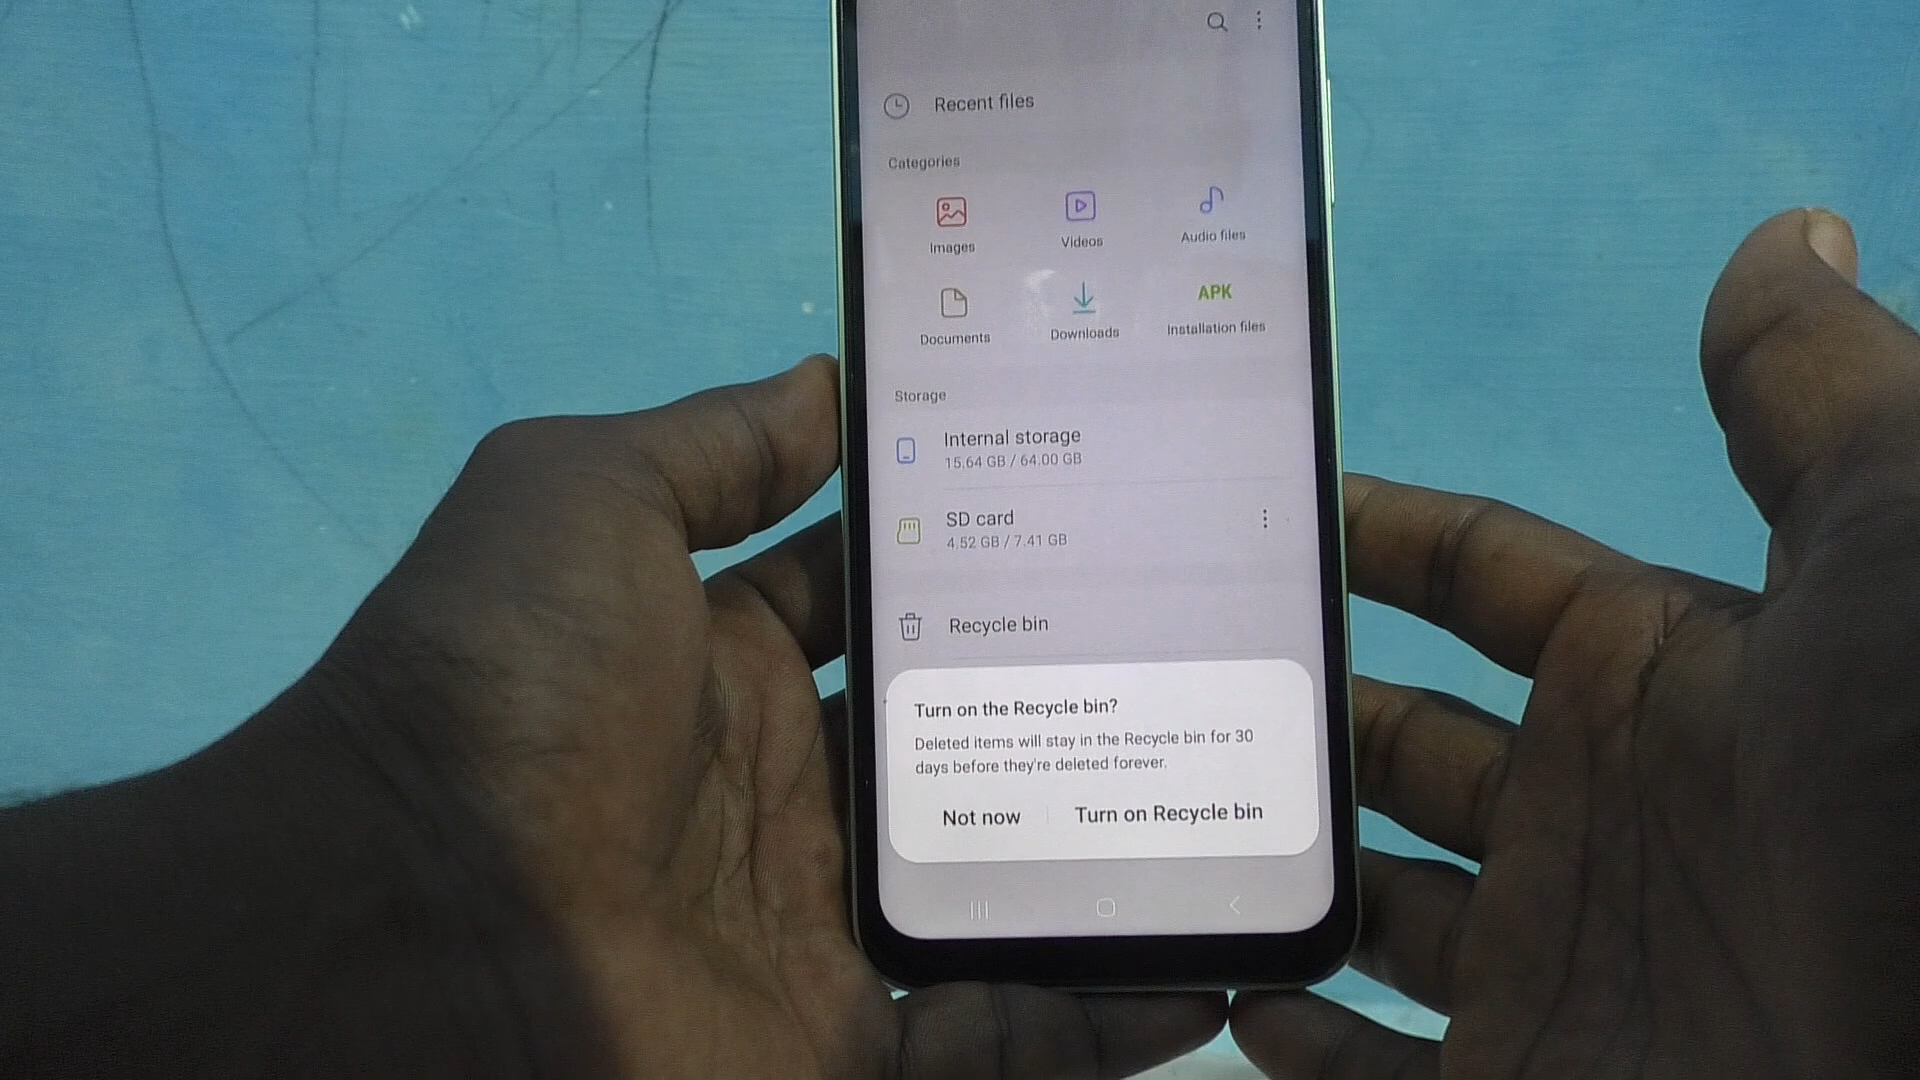 Recent files
Categories
Images
Videos
Audio files
APK
Documents
Downloads
Installation files
Storage
Internal storage
15.64 GB / 64.00 GB
SD card
4.52 GB / 7.41 GB
Recycle bin
Turn on the Recycle bin?
Deleted items will stay in the Recycle bin for 30
days before they're deleted forever.
Not now
Turn on Recycle bin